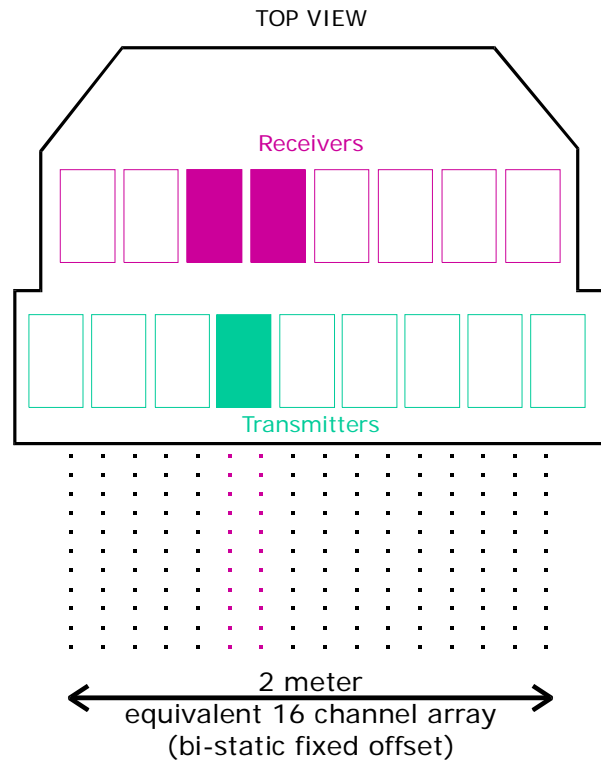 TOP VIEW
Receivers
Transmitters
2 meter
equivalent 16 channel array
(bi-static fixed offset)